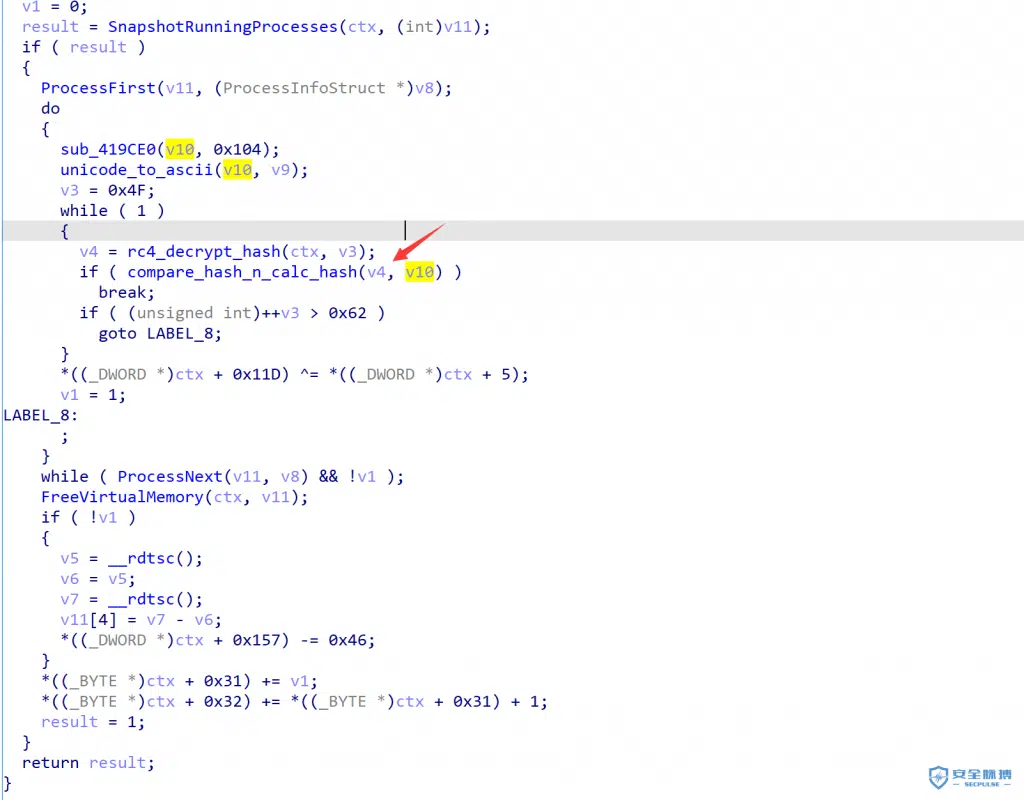 v1 = 0;
result = SnapshotRunningProcesses(ctx, (int)v11);
if ( result )
{
ProcessFirst(v11, (ProcessInfoStruct *)v8);
do
{
sub_419CE0(v10, 0x104);
unicode_to_ascii(v10, v9);
v3 = 0x4F;
while ( 1 )
{
v4 = rc4_decrypt_hash(ctx, v3);
if ( compare_hash_n_calc_hash(v4, v10) )
break;
if ( (unsigned int)++v3 > 0x62 )
goto LABEL_8;
}
*((_DWORD *)ctx + 0x11D) ^= *((_DWORD *)ctx + 5);
v1 = 1;
LABEL_8:
;
}
while ( ProcessNext(v11, v8) && !v1 );
FreeVirtualMemory(ctx, v11);
if ( !v1 )
{
v5 = __rdtsc();
v6 = v5;
v7 = __rdtsc();
v11[4] = v7 - v6;
*((_DWORD *)ctx + 0x157) -= 0x46;
}
*((_BYTE *)ctx + 0x31) += v1;
*((_BYTE *)ctx + 0x32) += *((_BYTE *)ctx + 0x31) + 1;
result = 1;
}
return result;
}
安全脉搏
SECPULSE